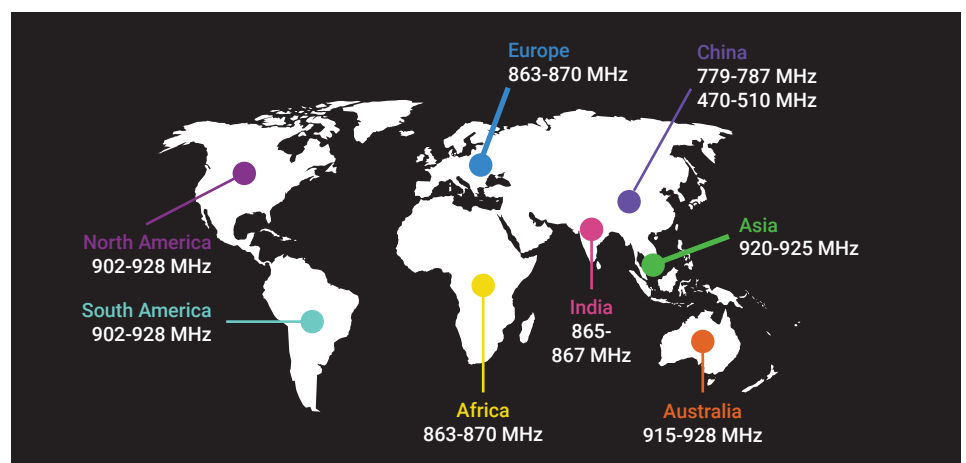 Europe
863-870 MHz
China
779-787 MHz
470-510 MHz
North America
902-928 MHz
Asia
920-925 MHz
South America
902-928 MHz
India
865-
867 MHz
Africa
863-870 MHz
Australia
915-928 MHz